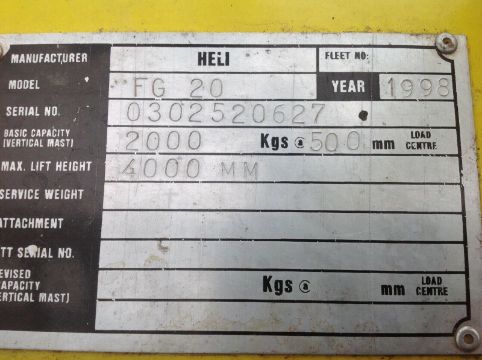 MANUFACTURER HELI FLEET NO:
MODEL FG 20 YEAR 1998
SERIAL NO. 0302520627
BASIC CAPACITY (VERTICAL MAST) 2000 Kgs @ 500 mm LOAD CENTRE
MAX. LIFT HEIGHT 4000 MM
SERVICE WEIGHT
ATTACHMENT
TT SERIAL NO.
EVISED CAPACITY ERTICAL MAST) Kgs @ mm LOAD CENTRE